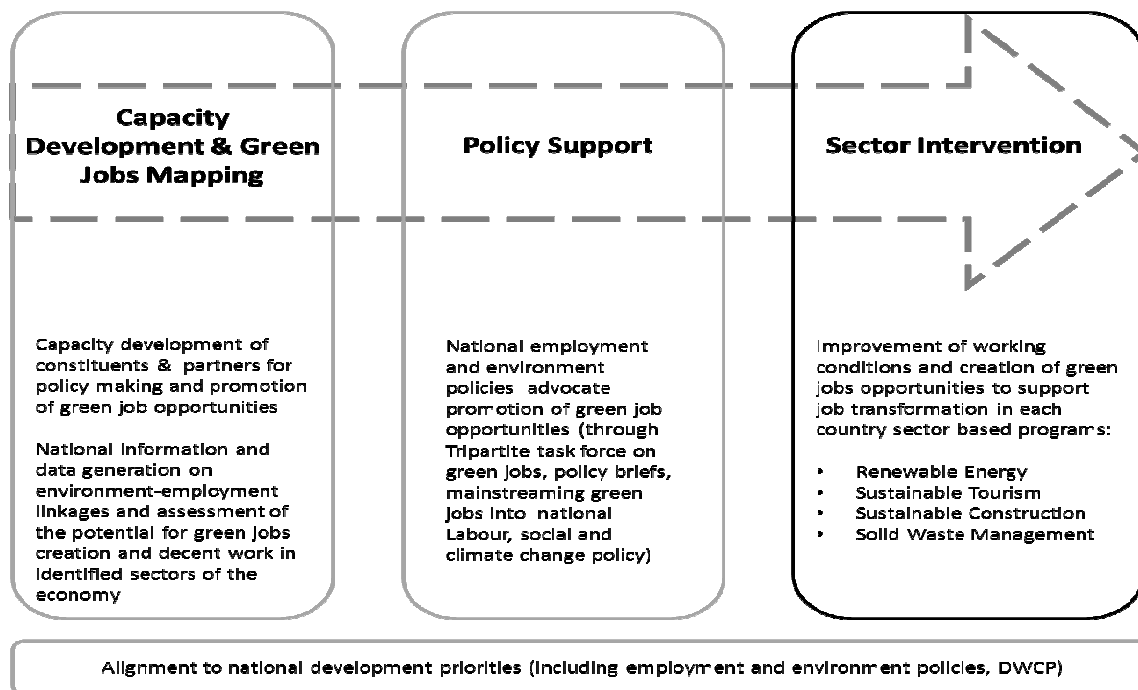 Capacity
Development & Green
Jobs Mapping
Policy Support
Sector Intervention
Capacity development of
constituents & partners for
policy making and promotion
of green job opportunities
National information and
data generation on
environment-employment
linkages and assessment of
the potential for green jobs
creation and decent work in
identified sectors of the
economy
National employment
and environment
policies advocate
promotion of green job
opportunities (through
Tripartite task force on
green jobs, policy briefs,
mainstreaming green
jobs into national
Labour, social and
climate change policy)
Improvement of working
conditions and creation of green
jobs opportunities to support
job transformation in each
country sector based programs:
• Renewable Energy
• Sustainable Tourism
• Sustainable Construction
• Solid Waste Management
Alignment to national development priorities (including employment and environment policies, DWCP)